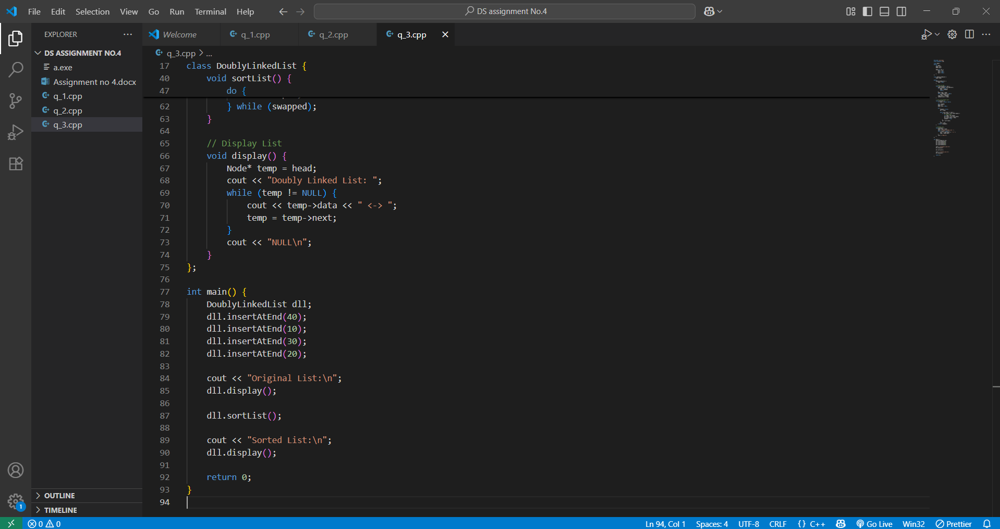 File Edit Selection View Go Run Terminal Help
DS assignment No.4
EXPLORER
Welcome q_1.cpp q_2.cpp q_3.cpp
DS ASSIGNMENT NO.4
a.exe
Assignment no 4.docx
q_1.cpp
q_2.cpp
q_3.cpp
q_3.cpp > ...
17 class DoublyLinkedList {
40 void sortList() {
47 do {
62 } while (swapped);
63 }
64
65 // Display List
66 void display() {
67 Node* temp = head;
68 cout << "Doubly Linked List: ";
69 while (temp != NULL) {
70 cout << temp->data << " <-> ";
71 temp = temp->next;
72 }
73 cout << "NULL\n";
74 }
75 };
76
77 int main() {
78 DoublyLinkedList dll;
79 dll.insertAtEnd(40);
80 dll.insertAtEnd(10);
81 dll.insertAtEnd(30);
82 dll.insertAtEnd(20);
83
84 cout << "Original List:\n";
85 dll.display();
86
87 dll.sortList();
88
89 cout << "Sorted List:\n";
90 dll.display();
91
92 return 0;
93 }
94
OUTLINE
TIMELINE
1
0 0 Ln 94, Col 1 Spaces: 4 UTF-8 CRLF {} C++ Go Live Win32 Prettier